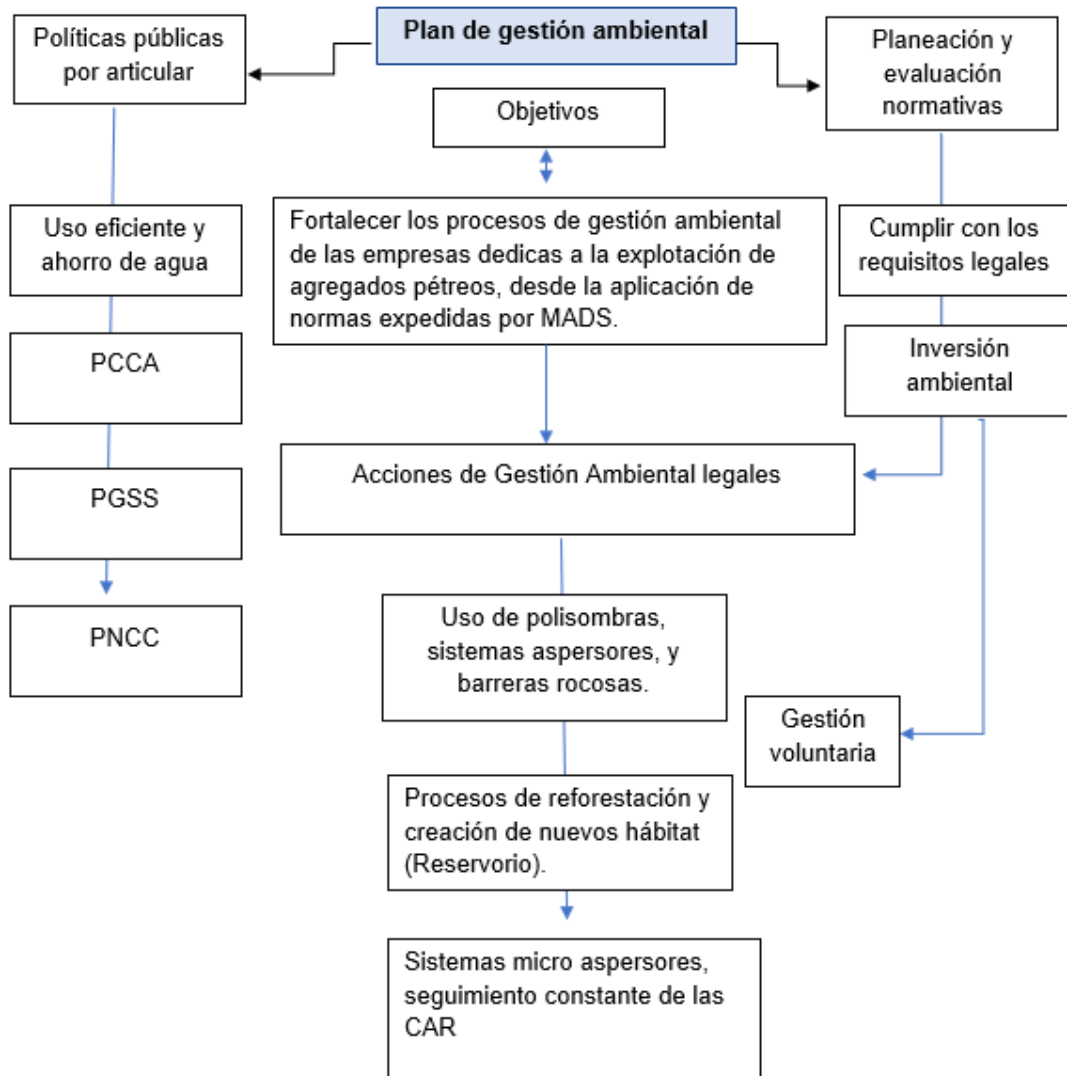 Plan de gestión ambiental
Políticas públicas
por articular
Uso eficiente y
ahorro de agua
PCCA
PGSS
PNCC
Objetivos
Fortalecer los procesos de gestión ambiental
de las empresas dedicas a la explotación de
agregados pétreos, desde la aplicación de
normas expedidas por MADS.
Acciones de Gestión Ambiental legales
Uso de polisombras,
sistemas aspersores, y
barreras rocosas.
Procesos de reforestación y
creación de nuevos hábitat
(Reservorio).
Sistemas micro aspersores,
seguimiento constante de las
CAR
Planeación y
evaluación
normativas
Cumplir con los
requisitos legales
Inversión
ambiental
Gestión
voluntaria